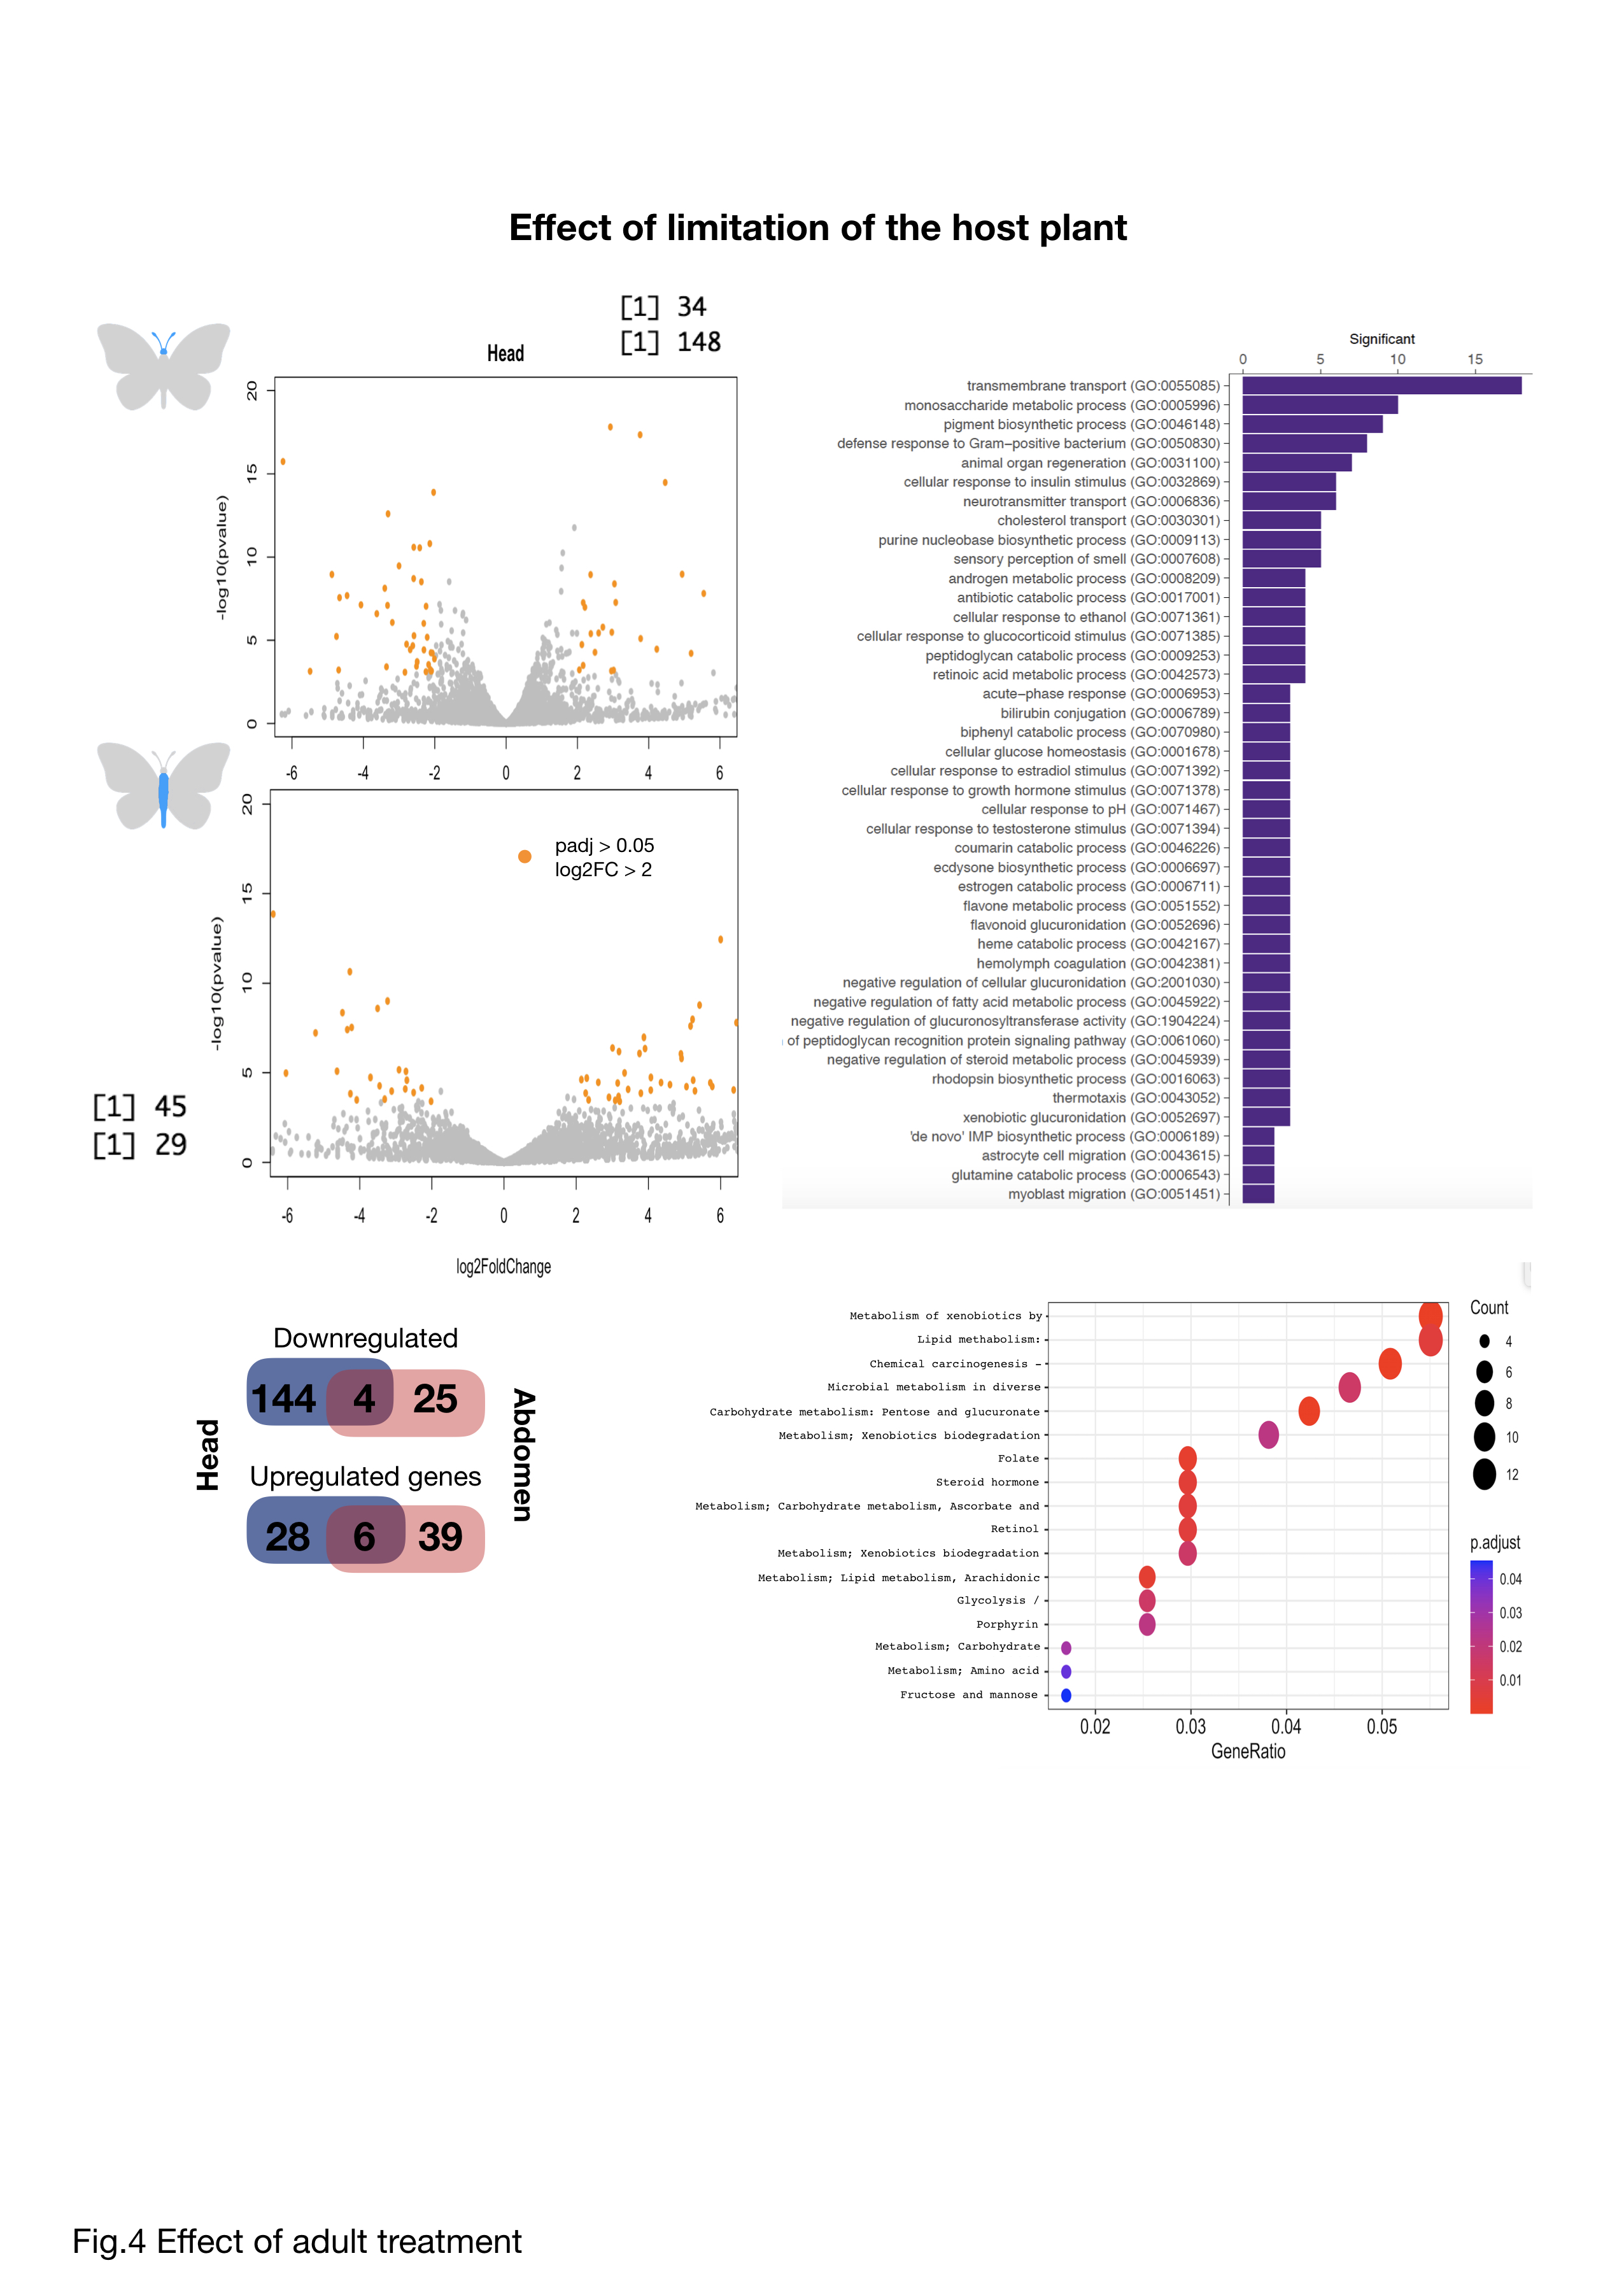 Effect of limitation of the host plant
[1] 34
[1] 148
Head
20
15
10
5
0
-log10(pvalue)
-6 -4 -2 0 2 4 6
padj > 0.05
log2FC > 2
20
15
10
5
0
-log10(pvalue)
-6 -4 -2 0 2 4 6
log2FoldChange
[1] 45
[1] 29
Significant
0 5 10 15
transmembrane transport (GO:0055085)
monosaccharide metabolic process (GO:0005996)
pigment biosynthetic process (GO:0046148)
defense response to Gram−positive bacterium (GO:0050830)
animal organ regeneration (GO:0031100)
cellular response to insulin stimulus (GO:0032869)
neurotransmitter transport (GO:0006836)
cholesterol transport (GO:0030301)
purine nucleobase biosynthetic process (GO:0009113)
sensory perception of smell (GO:0007608)
androgen metabolic process (GO:0008209)
antibiotic catabolic process (GO:0017001)
cellular response to ethanol (GO:0071361)
cellular response to glucocorticoid stimulus (GO:0071385)
peptidoglycan catabolic process (GO:0009253)
retinoic acid metabolic process (GO:0042573)
acute−phase response (GO:0006953)
bilirubin conjugation (GO:0006789)
biphenyl catabolic process (GO:0070980)
cellular glucose homeostasis (GO:0001678)
cellular response to estradiol stimulus (GO:0071392)
cellular response to growth hormone stimulus (GO:0071378)
cellular response to pH (GO:0071467)
cellular response to testosterone stimulus (GO:0071394)
coumarin catabolic process (GO:0046226)
ecdysone biosynthetic process (GO:0006697)
estrogen catabolic process (GO:0006711)
flavone metabolic process (GO:0051552)
flavonoid glucuronidation (GO:0052696)
heme catabolic process (GO:0042167)
hemolymph coagulation (GO:0042381)
negative regulation of cellular glucuronidation (GO:2001030)
negative regulation of fatty acid metabolic process (GO:0045922)
negative regulation of glucuronosyltransferase activity (GO:1904224)
of peptidoglycan recognition protein signaling pathway (GO:0061060)
negative regulation of steroid metabolic process (GO:0045939)
rhodopsin biosynthetic process (GO:0016063)
thermotaxis (GO:0043052)
xenobiotic glucuronidation (GO:0052697)
'de novo' IMP biosynthetic process (GO:0006189)
astrocyte cell migration (GO:0043615)
glutamine catabolic process (GO:0006543)
myoblast migration (GO:0051451)
Downregulated
144 4 25
Head
Abdomen
Upregulated genes
28 6 39
Metabolism of xenobiotics by
Lipid methabolism:
Chemical carcinogenesis -
Microbial metabolism in diverse
Carbohydrate metabolism: Pentose and glucuronate
Metabolism; Xenobiotics biodegradation
Folate
Steroid hormone
Metabolism; Carbohydrate metabolism, Ascorbate and
Retinol
Metabolism; Xenobiotics biodegradation
Metabolism; Lipid metabolism, Arachidonic
Glycolysis /
Porphyrin
Metabolism; Carbohydrate
Metabolism; Amino acid
Fructose and mannose
0.02 0.03 0.04 0.05
GeneRatio
Count
4
6
8
10
12
p.adjust
0.04
0.03
0.02
0.01
Fig.4 Effect of adult treatment